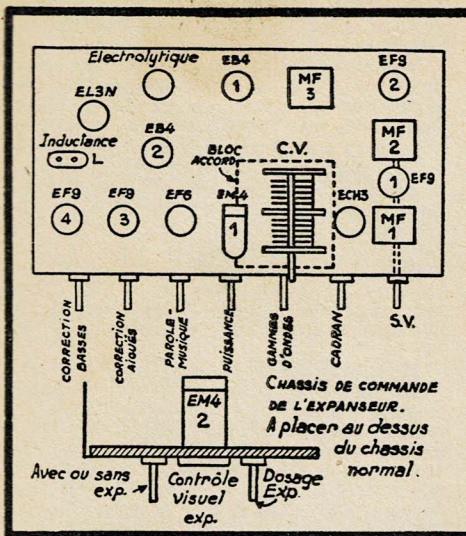 Electrolytique
EB4
1
MF
3
EF9
2
EL3N
EB4
2
Inductance
L
BLOC
ACCORD
C.V.
MF
2
1
EF9
EF9
4
EF9
3
EF6
EM4
1
ECH3
MF
1
CORRECTION
BASSES
CORRECTION
AIGUËS
PAROLE-
MUSIQUE
PUISSANCE
GAMMES
D'ONDES
CADRAN
S.V.
EM4
2
CHASSIS DE COMMANDE
DE L'EXPANSEUR.
A placer au dessus
du chassis
normal.
Avec ou sans
exp.
Contrôle
visuel
exp.
Dosage
Exp.